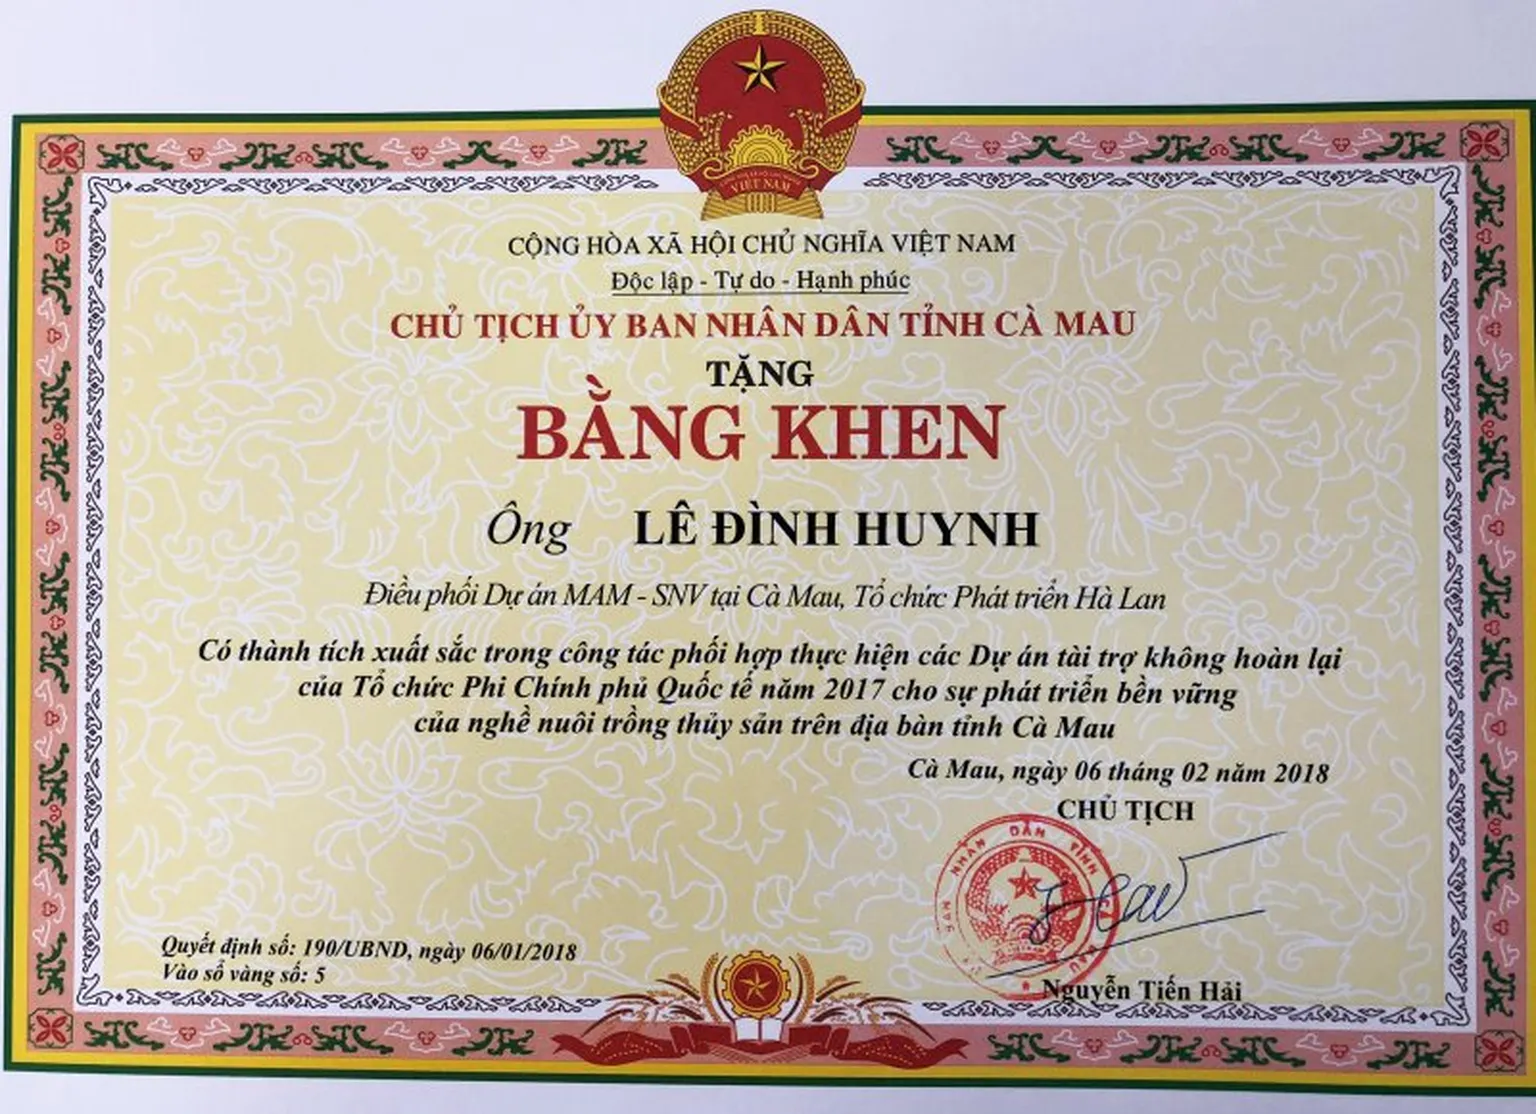 VIỆT NAM
CỘNG HÒA XÃ HỘI CHỦ NGHĨA VIỆT NAM
Độc lập - Tự do - Hạnh phúc
CHỦ TỊCH ỦY BAN NHÂN DÂN TỈNH CÀ MAU
TẶNG
BẰNG KHEN
Ông LÊ ĐÌNH HUYNH
Điều phối Dự án MAM - SNV tại Cà Mau, Tổ chức Phát triển Hà Lan
Có thành tích xuất sắc trong công tác phối hợp thực hiện các Dự án tài trợ không hoàn lại
của Tổ chức Phi Chính phủ Quốc tế năm 2017 cho sự phát triển bền vững
của nghề nuôi trồng thủy sản trên địa bàn tỉnh Cà Mau
Cà Mau, ngày 06 tháng 02 năm 2018
CHỦ TỊCH
BAN NHÂN DÂN TỈNH
Nguyễn Tiến Hải
Quyết định số: 190/UBND, ngày 06/01/2018
Vào sổ vàng số: 5